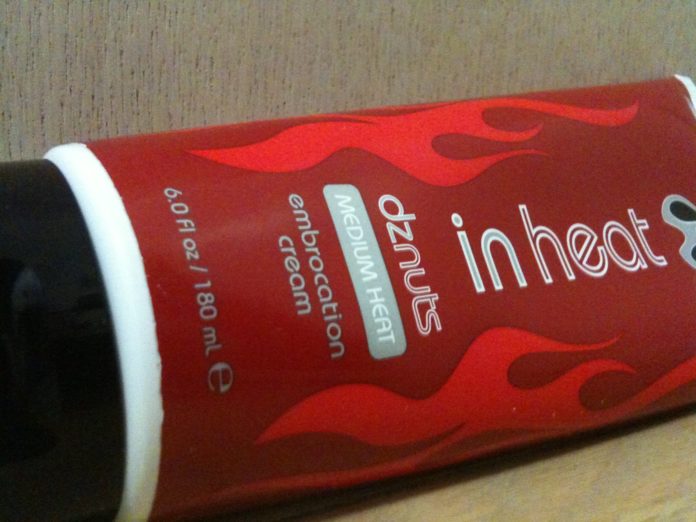 in heat
dznuts
MEDIUM HEAT
embrocation
cream
6.0 Fl oz / 180 mL ℮